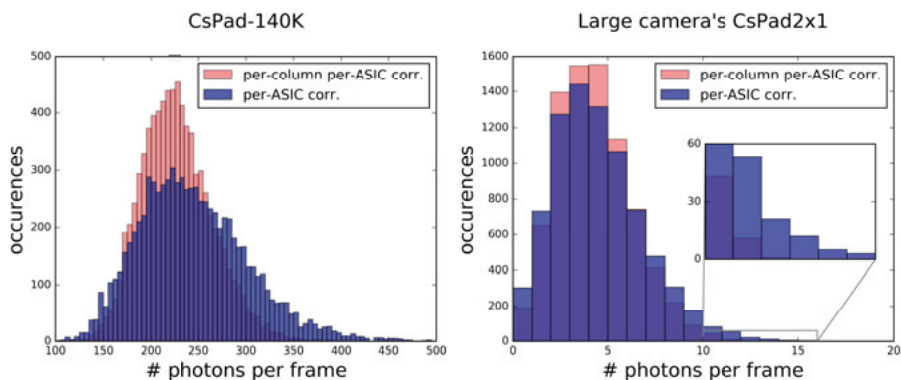 CsPad-140K
500
400
300
200
100
0
occurences
per-column per-ASIC corr.
per-ASIC corr.
100 150 200 250 300 350 400 450 500
# photons per frame
Large camera's CsPad2x1
1600
1400
1200
1000
800
600
400
200
0
occurences
per-column per-ASIC corr.
per-ASIC corr.
60
30
0
0 5 10 15 20
# photons per frame